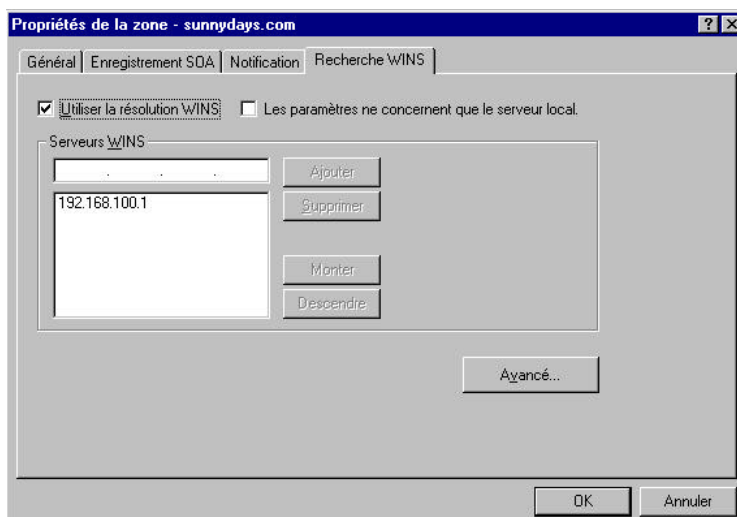 Propriétés de la zone - sunnydays.com
Général Enregistrement SOA Notification Recherche WINS
Utiliser la résolution WINS Les paramètres ne concernent que le serveur local.
Serveurs WINS
. . . Ajouter
192.168.100.1 Supprimer
Monter
Descendre
Avancé...
OK Annuler